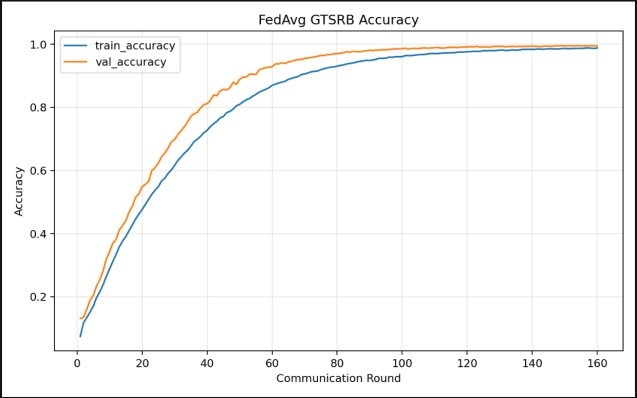 FedAvg GTSRB Accuracy
train_accuracy
val_accuracy
Accuracy
1.0
0.8
0.6
0.4
0.2
0 20 40 60 80 100 120 140 160
Communication Round